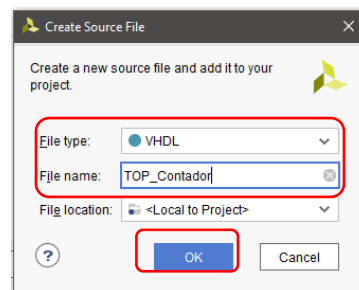 Create Source File
Create a new source file and add it to your
project.
File type: VHDL
File name: TOP_Contador
File location: <Local to Project>
? OK Cancel